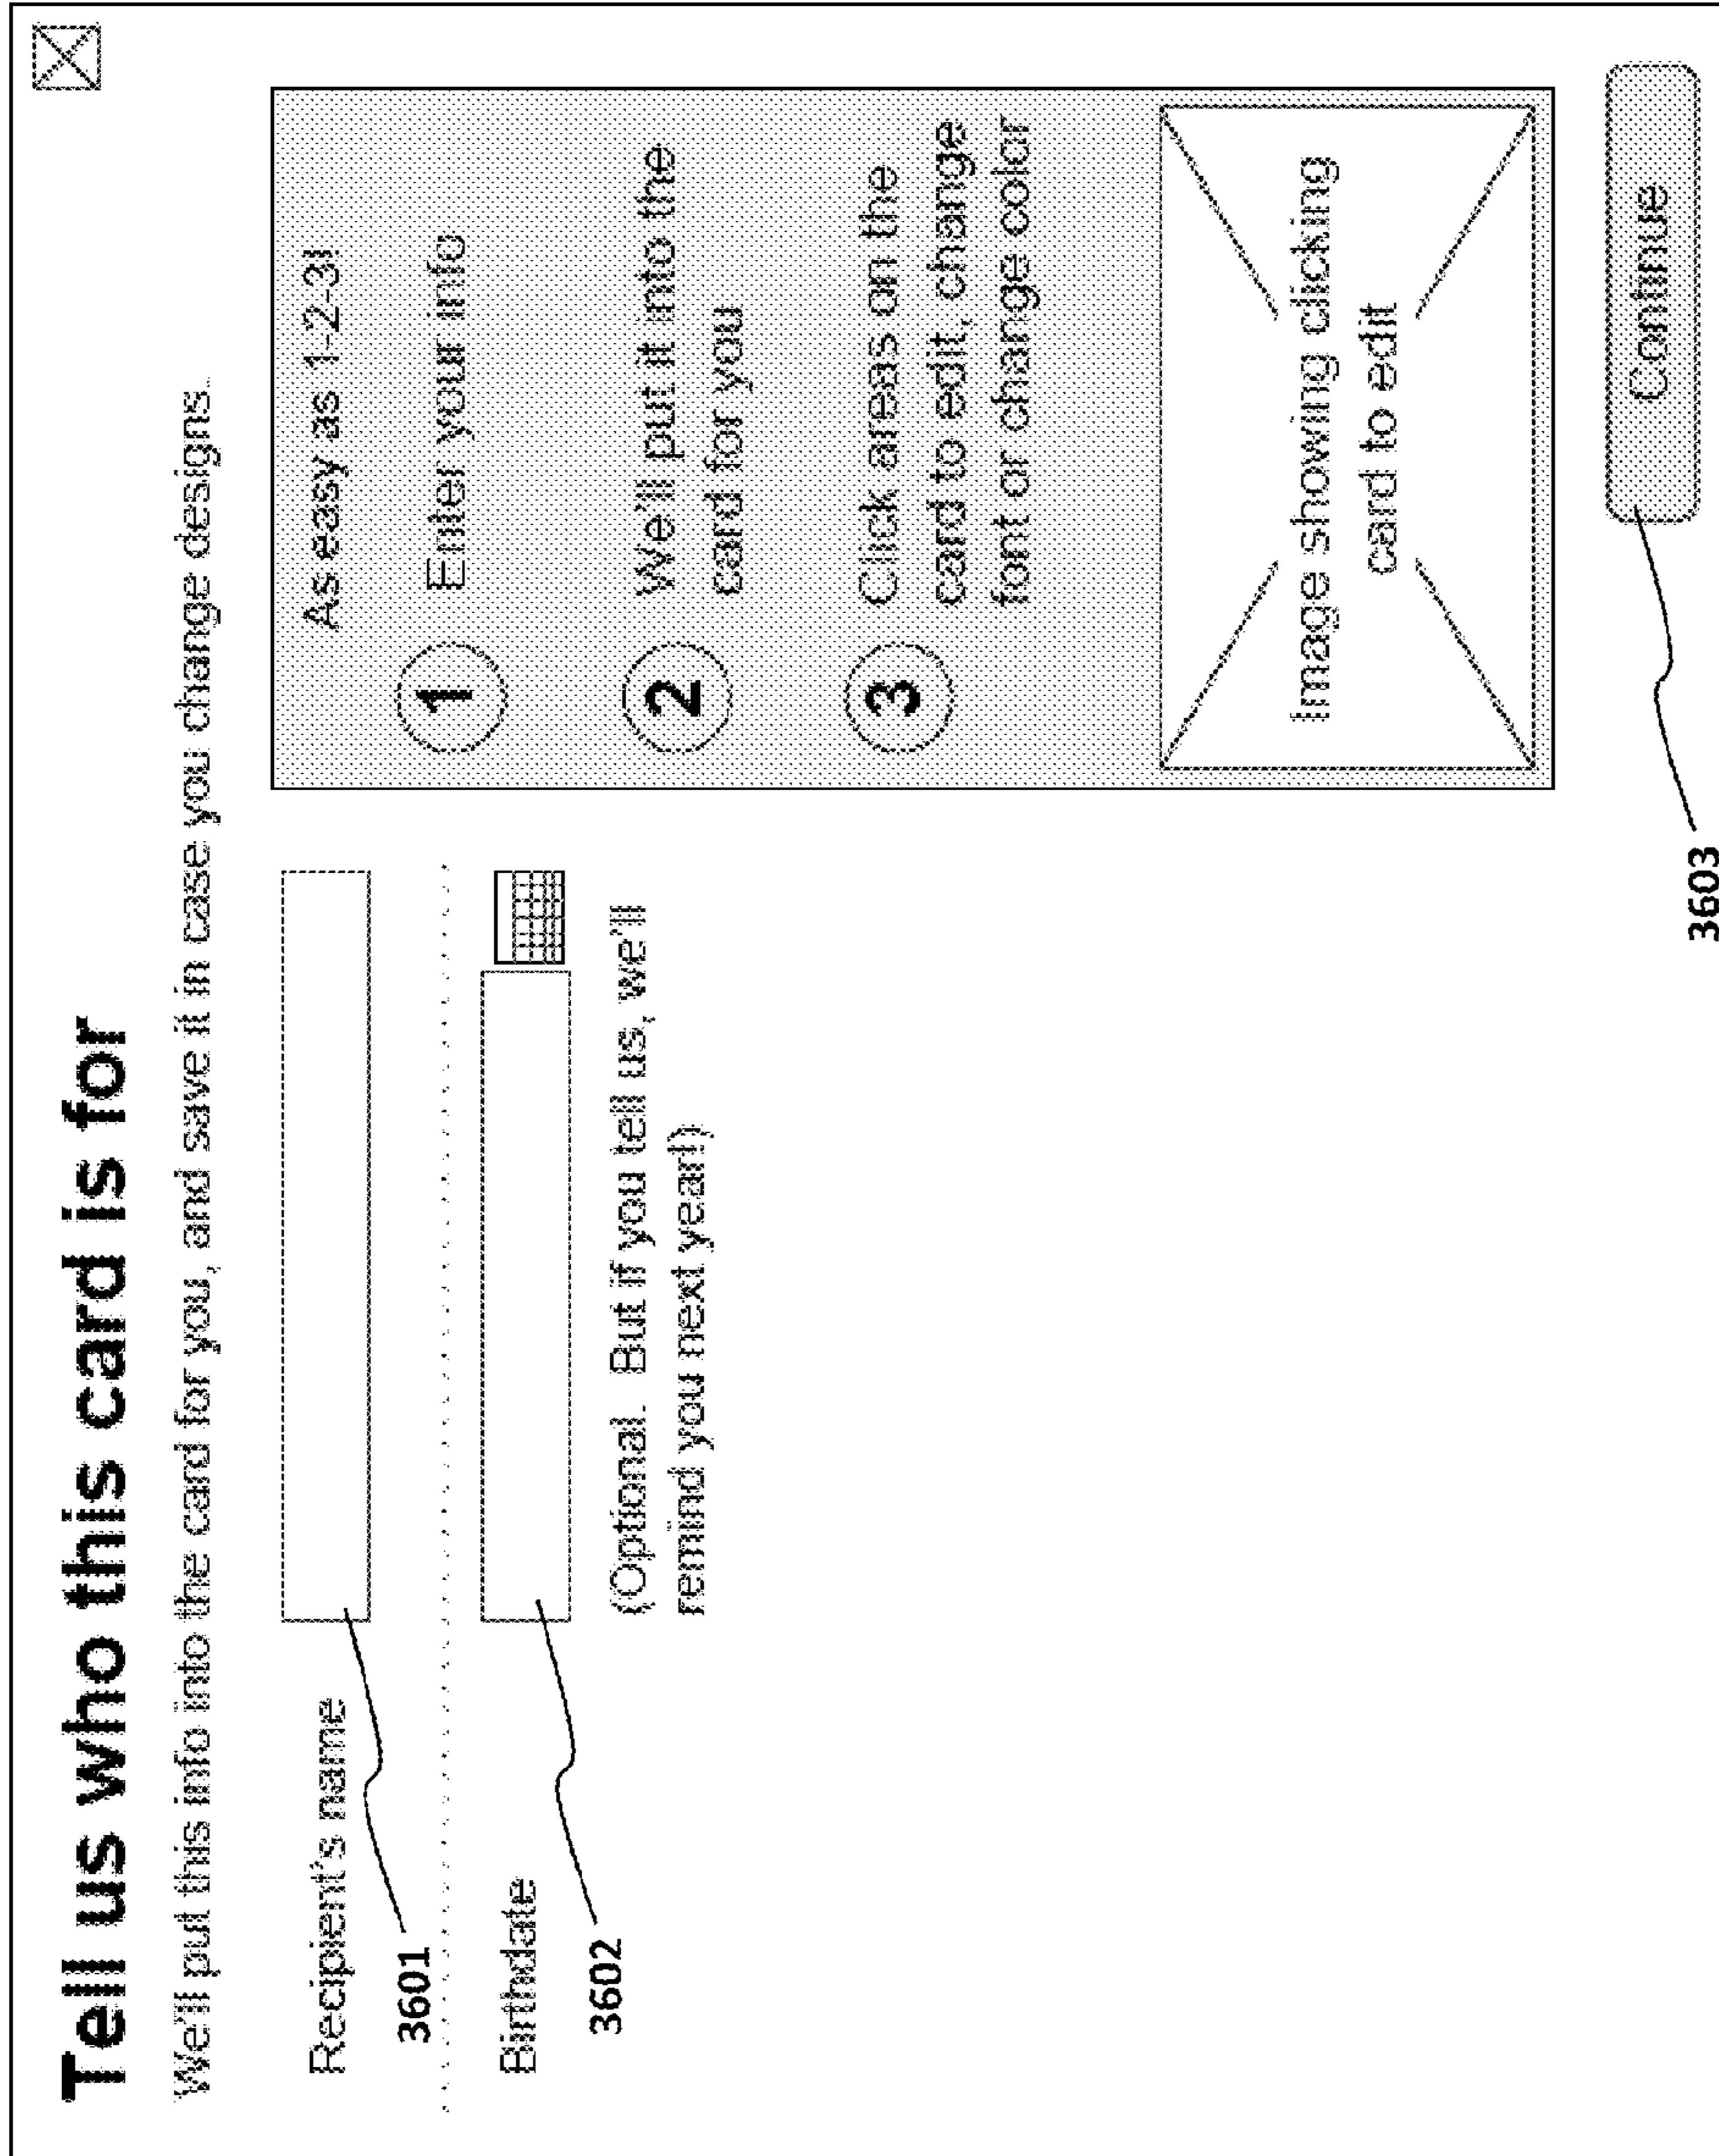 Tell us who this card is for
We'll put this info into the card for you, and save it in case you change designs.
Recipient's name
3601
Birthdate
3602
(Optional. But if you tell us, we'll
remind you next year!)
As easy as 1-2-3!
1 Enter your info
2 We'll put it into the
card for you
3 Click areas on the
card to edit, change
font or change color
Image showing clicking
card to edit
Continue
3603